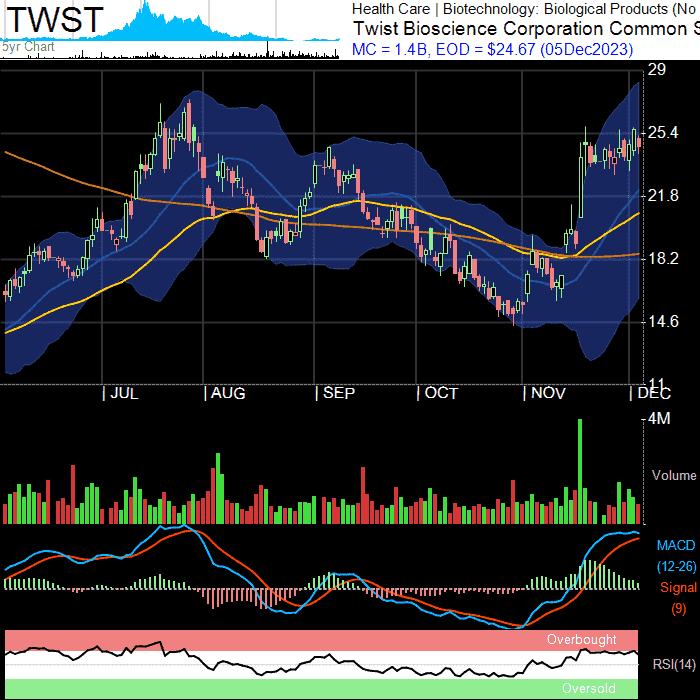 TWST
5yr Chart
Health Care | Biotechnology: Biological Products (No
Twist Bioscience Corporation Common S
MC = 1.4B, EOD = $24.67 (05Dec2023)
29
25.4
21.8
18.2
14.6
11
| JUL | AUG | SEP | OCT | NOV | DEC
4M
Volume
MACD
(12-26)
Signal
(9)
Overbought
RSI(14)
Oversold